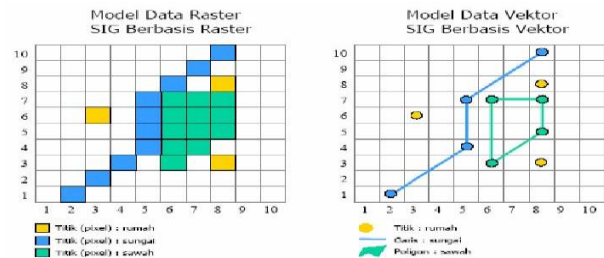 Model Data Raster
SIG Berbasis Raster
10
9
8
7
6
5
4
3
2
1
1 2 3 4 5 6 7 8 9 10
Titik (pixel) : rumah
Titik (pixel) : sungai
Titik (pixel) : sawah
Model Data Vektor
SIG Berbasis Vektor
10
9
8
7
6
5
4
3
2
1
1 2 3 4 5 6 7 8 9 10
Titik : rumah
Garis : sungai
Poligon : sawah